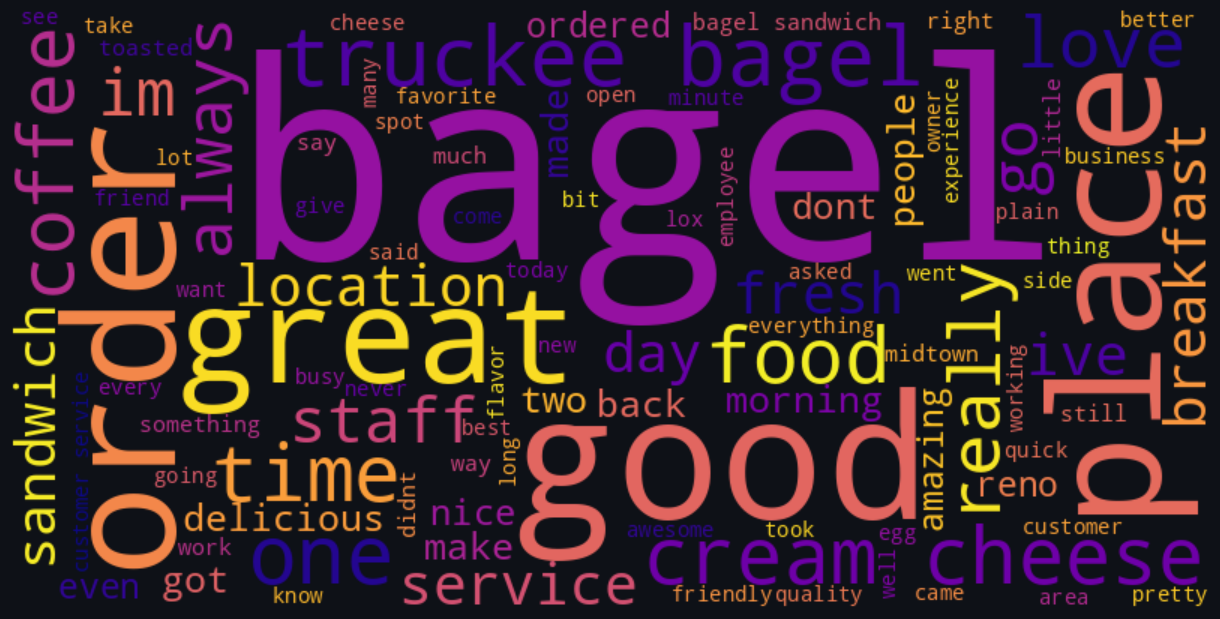 see
take
cheese
ordered
bagel sandwich
right
better
toasted
coffee
always
truckee bagel
love
im
many
favorite
open
minute
made
owner
experience
little
place
spot
people
go
order
lot
say
bagel
much
employee
business
breakfast
friend
give
come
bit
lox
dont
plain
said
thing
want
location
today
asked
went
side
fresh
really
sandwich
great
everything
new
day
food
midtown
ive
flavor
working
customer service
every
busy
never
two
back
morning
amazing
still
something
staff
best
good
long
way
quick
going
time
didnt
reno
delicious
nice
awesome
took
customer
work
one
make
cream cheese
egg
well
even
got
know
service
friendly
quality
came
area
pretty